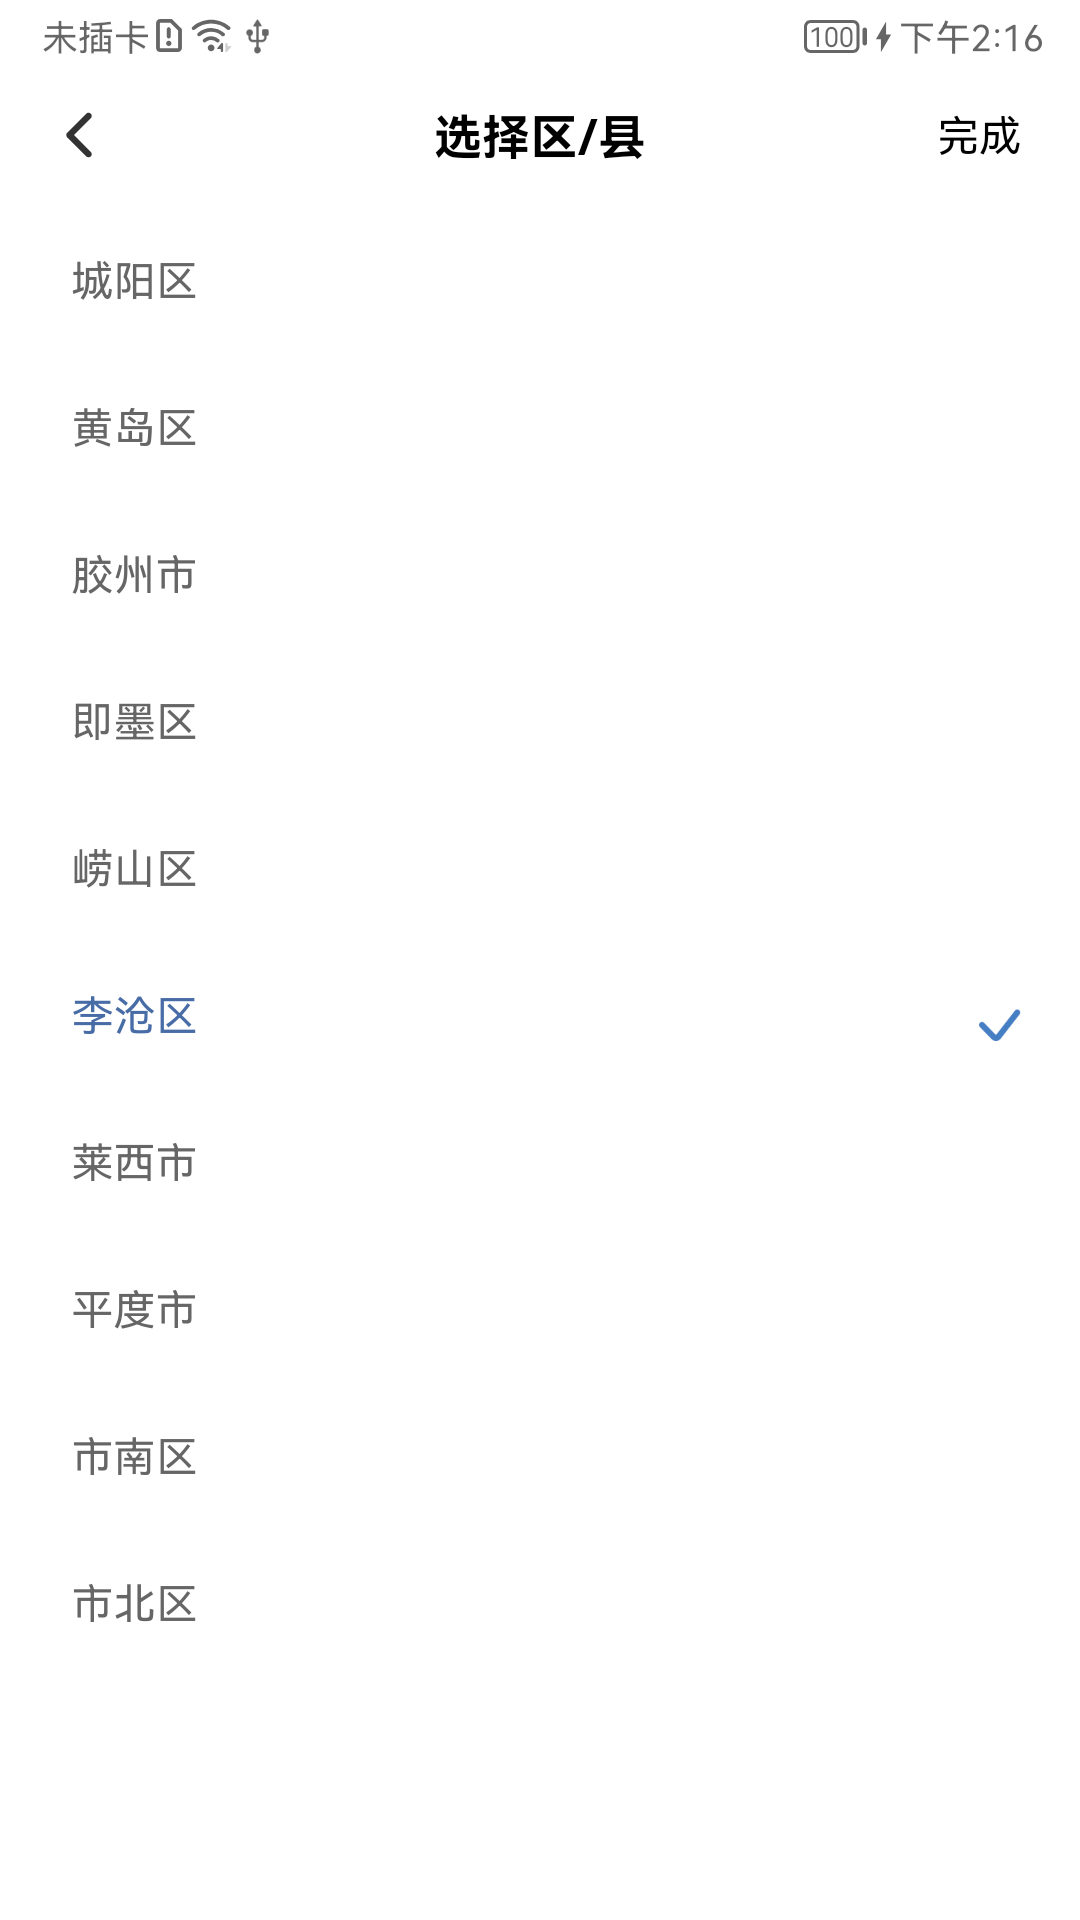 未插卡 100 下午2:16
选择区/县 完成
城阳区
黄岛区
胶州市
即墨区
崂山区
李沧区
莱西市
平度市
市南区
市北区